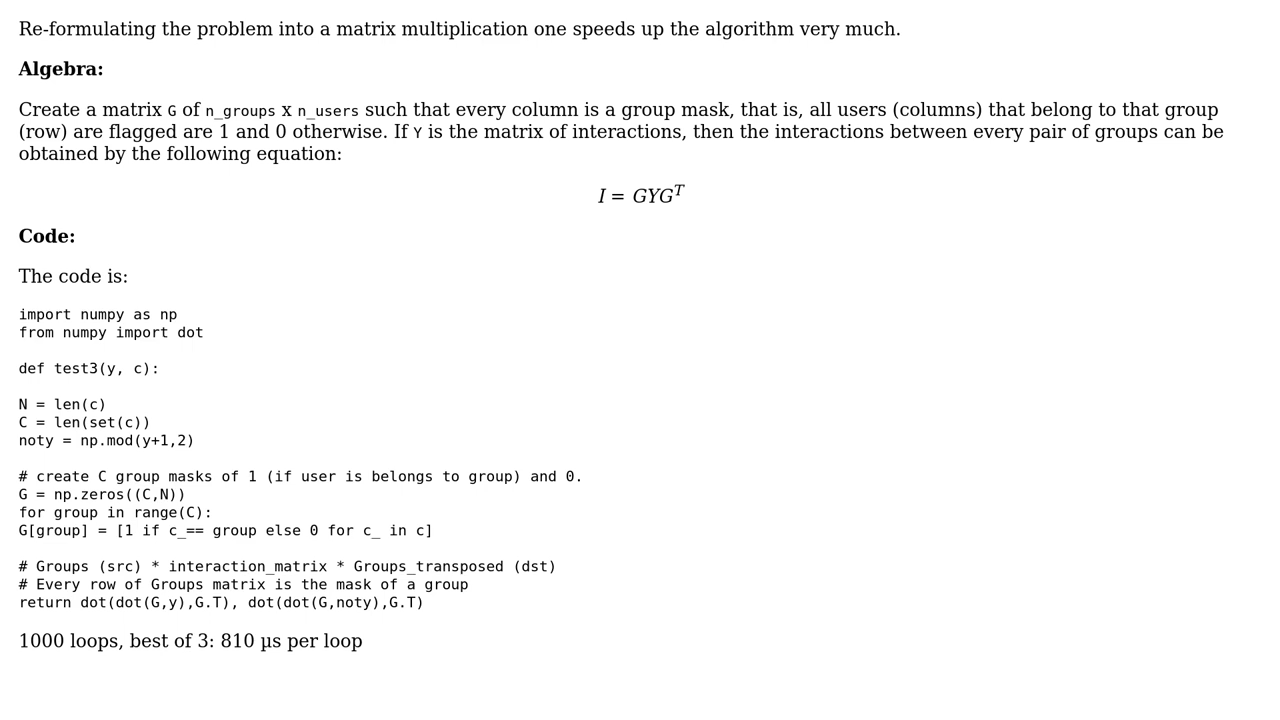 Re-formulating the problem into a matrix multiplication one speeds up the algorithm very much.
Algebra:
Create a matrix G of n_groups x n_users such that every column is a group mask, that is, all users (columns) that belong to that group
(row) are flagged are 1 and 0 otherwise. If Y is the matrix of interactions, then the interactions between every pair of groups can be
obtained by the following equation:
I = GYG^T
Code:
The code is:
import numpy as np
from numpy import dot
def test3(y, c):
N = len(c)
C = len(set(c))
noty = np.mod(y+1,2)
# create C group masks of 1 (if user is belongs to group) and 0.
G = np.zeros((C,N))
for group in range(C):
G[group] = [1 if c_== group else 0 for c_ in c]
# Groups (src) * interaction_matrix * Groups_transposed (dst)
# Every row of Groups matrix is the mask of a group
return dot(dot(G,y),G.T), dot(dot(G,noty),G.T)
1000 loops, best of 3: 810 µs per loop